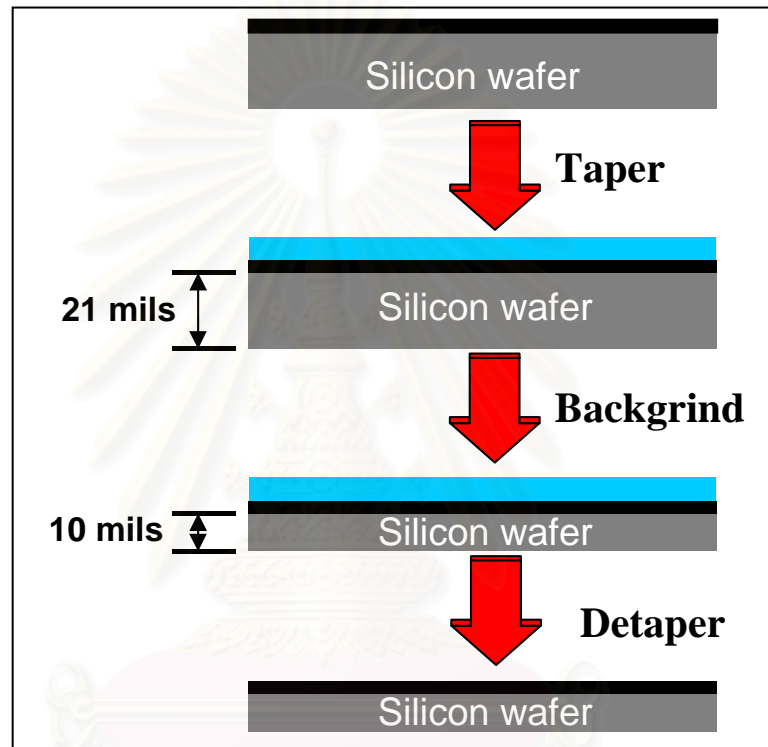 Silicon wafer
Taper
21 mils
Silicon wafer
Backgrind
10 mils
Silicon wafer
Detaper
Silicon wafer